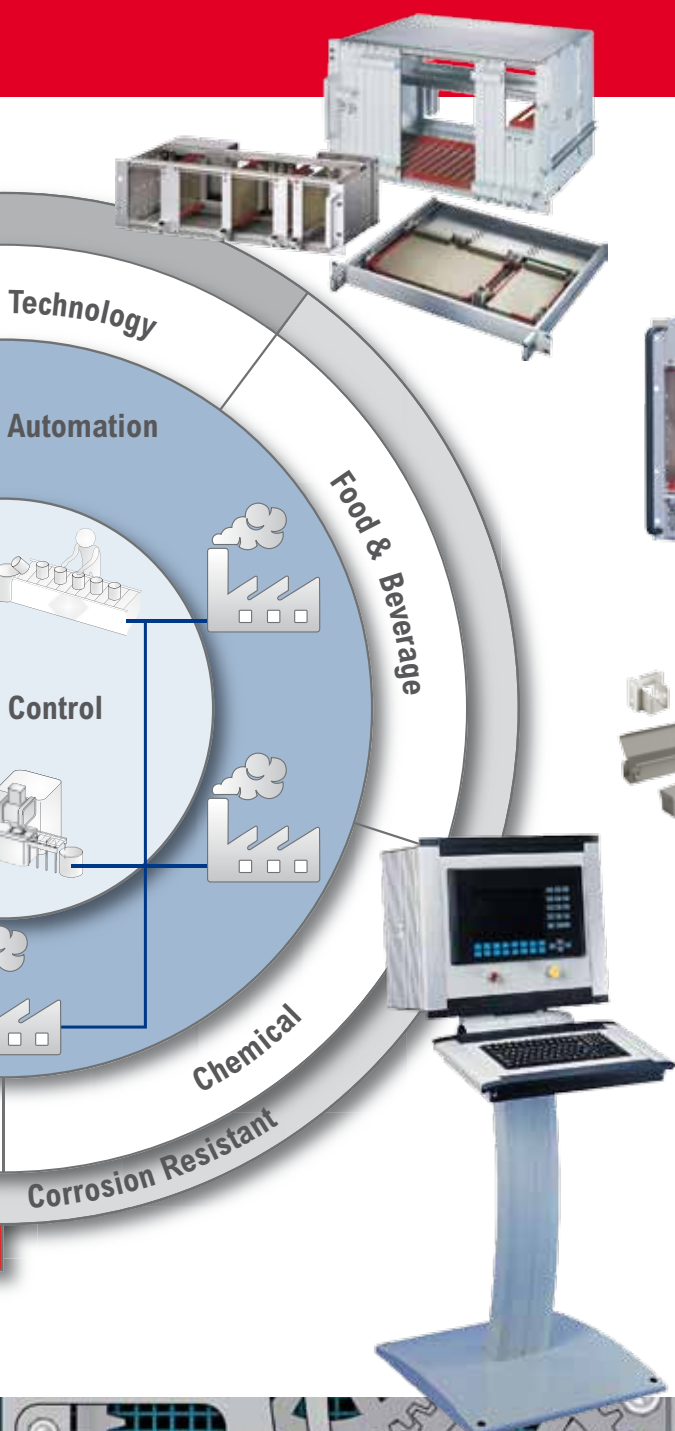 Technology
Automation
Food & Beverage
Control
Chemical
Corrosion Resistant